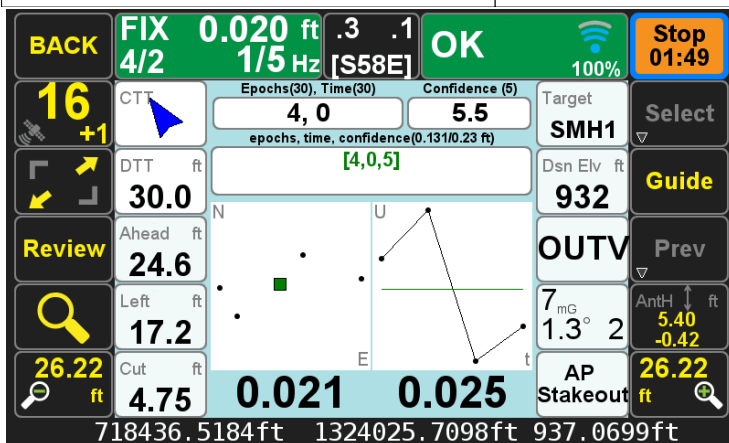 BACK
FIX 0.020 ft
4/2 1/5 Hz
.3 .1
[S58E]
OK
100%
Stop
01:49
16
+1
CTT
Epochs(30), Time(30)
4, 0
Confidence (5)
5.5
Target
SMH1
Select
epochs, time, confidence(0.131/0.23 ft)
[4,0,5]
DTT ft
30.0
Dsn Elv ft
932
Guide
Review
Ahead ft
24.6
N
U
OUTV
Prev
Left ft
17.2
7mG
1.3° 2
AntH ft
5.40
-0.42
26.22
ft
Cut ft
4.75
E
t
0.021
0.025
AP
Stakeout
26.22
ft
718436.5184ft 1324025.7098ft 937.0699ft